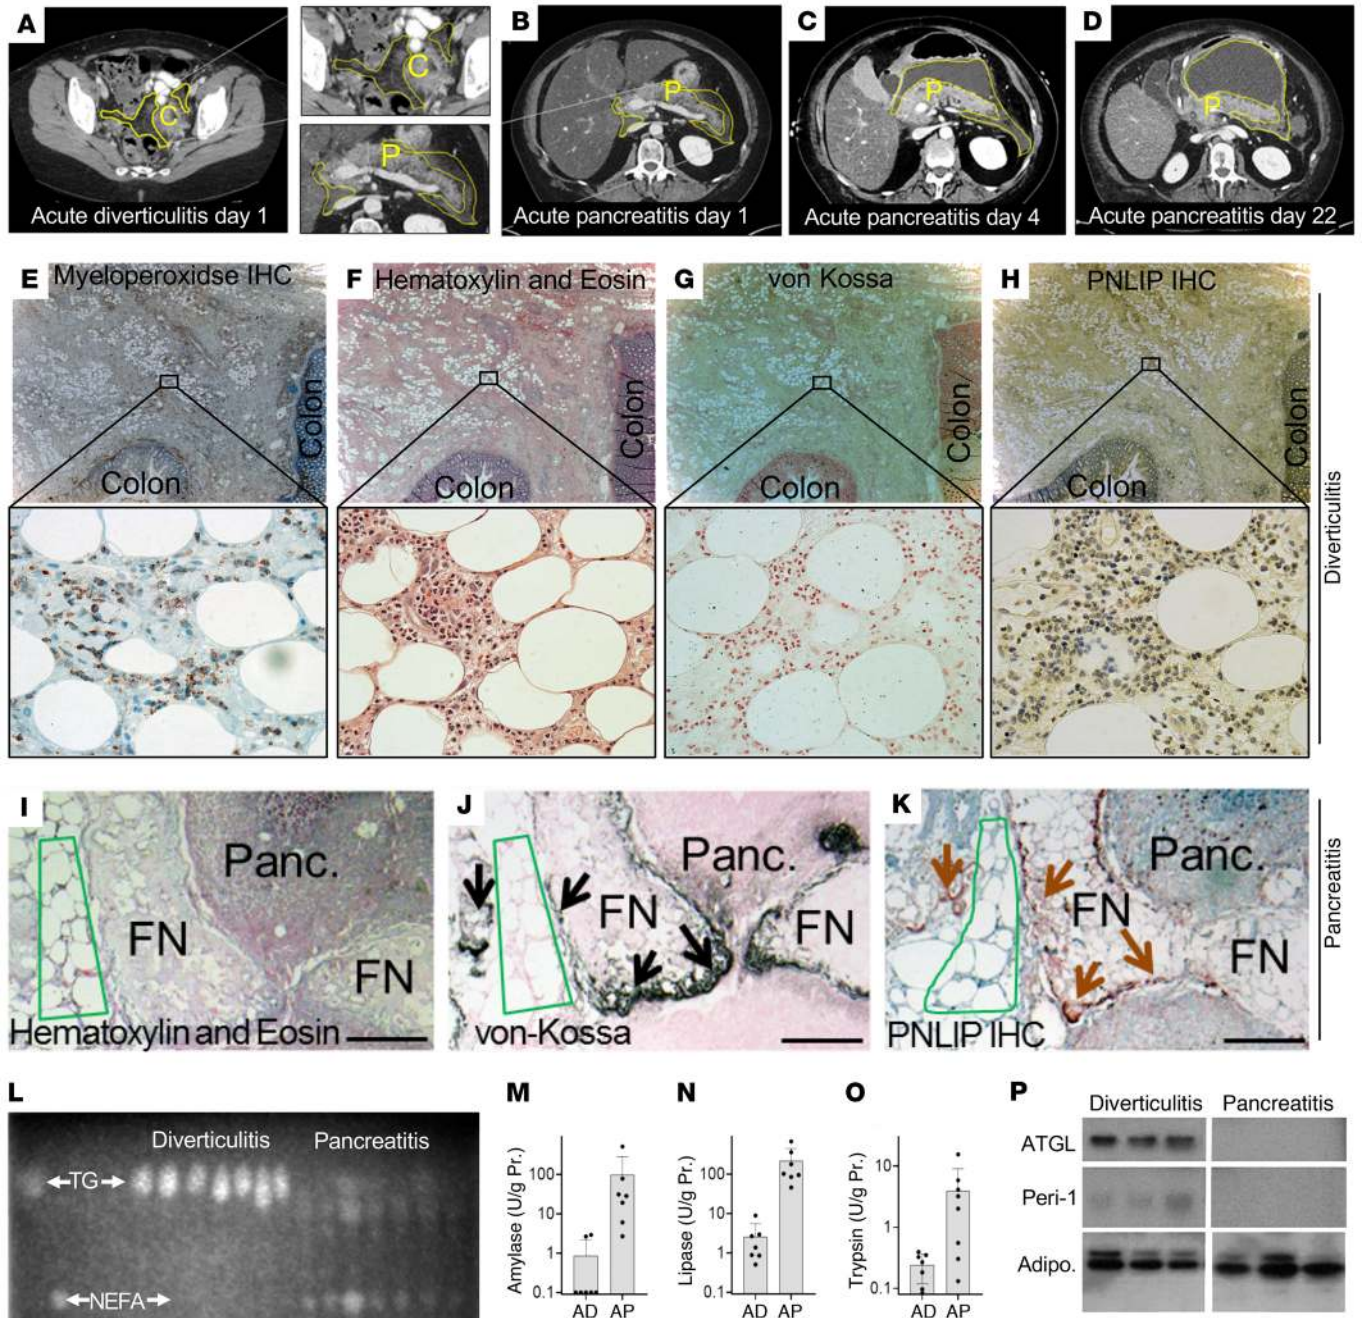 A
C
Acute diverticulitis day 1
C
P
B
P
Acute pancreatitis day 1
C
P
Acute pancreatitis day 4
D
P
Acute pancreatitis day 22
E
Myeloperoxidse IHC
Colon
Colon
F
Hematoxylin and Eosin
Colon
Colon
G
von Kossa
Colon
Colon
H
PNLIP IHC
Colon
Colon
Diverticulitis
I
Panc.
FN
FN
Hematoxylin and Eosin
J
Panc.
FN
FN
von-Kossa
K
Panc.
FN
FN
PNLIP IHC
Pancreatitis
L
Diverticulitis
Pancreatitis
TG
NEFA
M
Amylase (U/g Pr.)
100
10
1
0.1
AD AP
N
Lipase (U/g Pr.)
100
10
1
0.1
AD AP
O
Trypsin (U/g Pr.)
10
1
0.1
AD AP
P
Diverticulitis Pancreatitis
ATGL
Peri-1
Adipo.